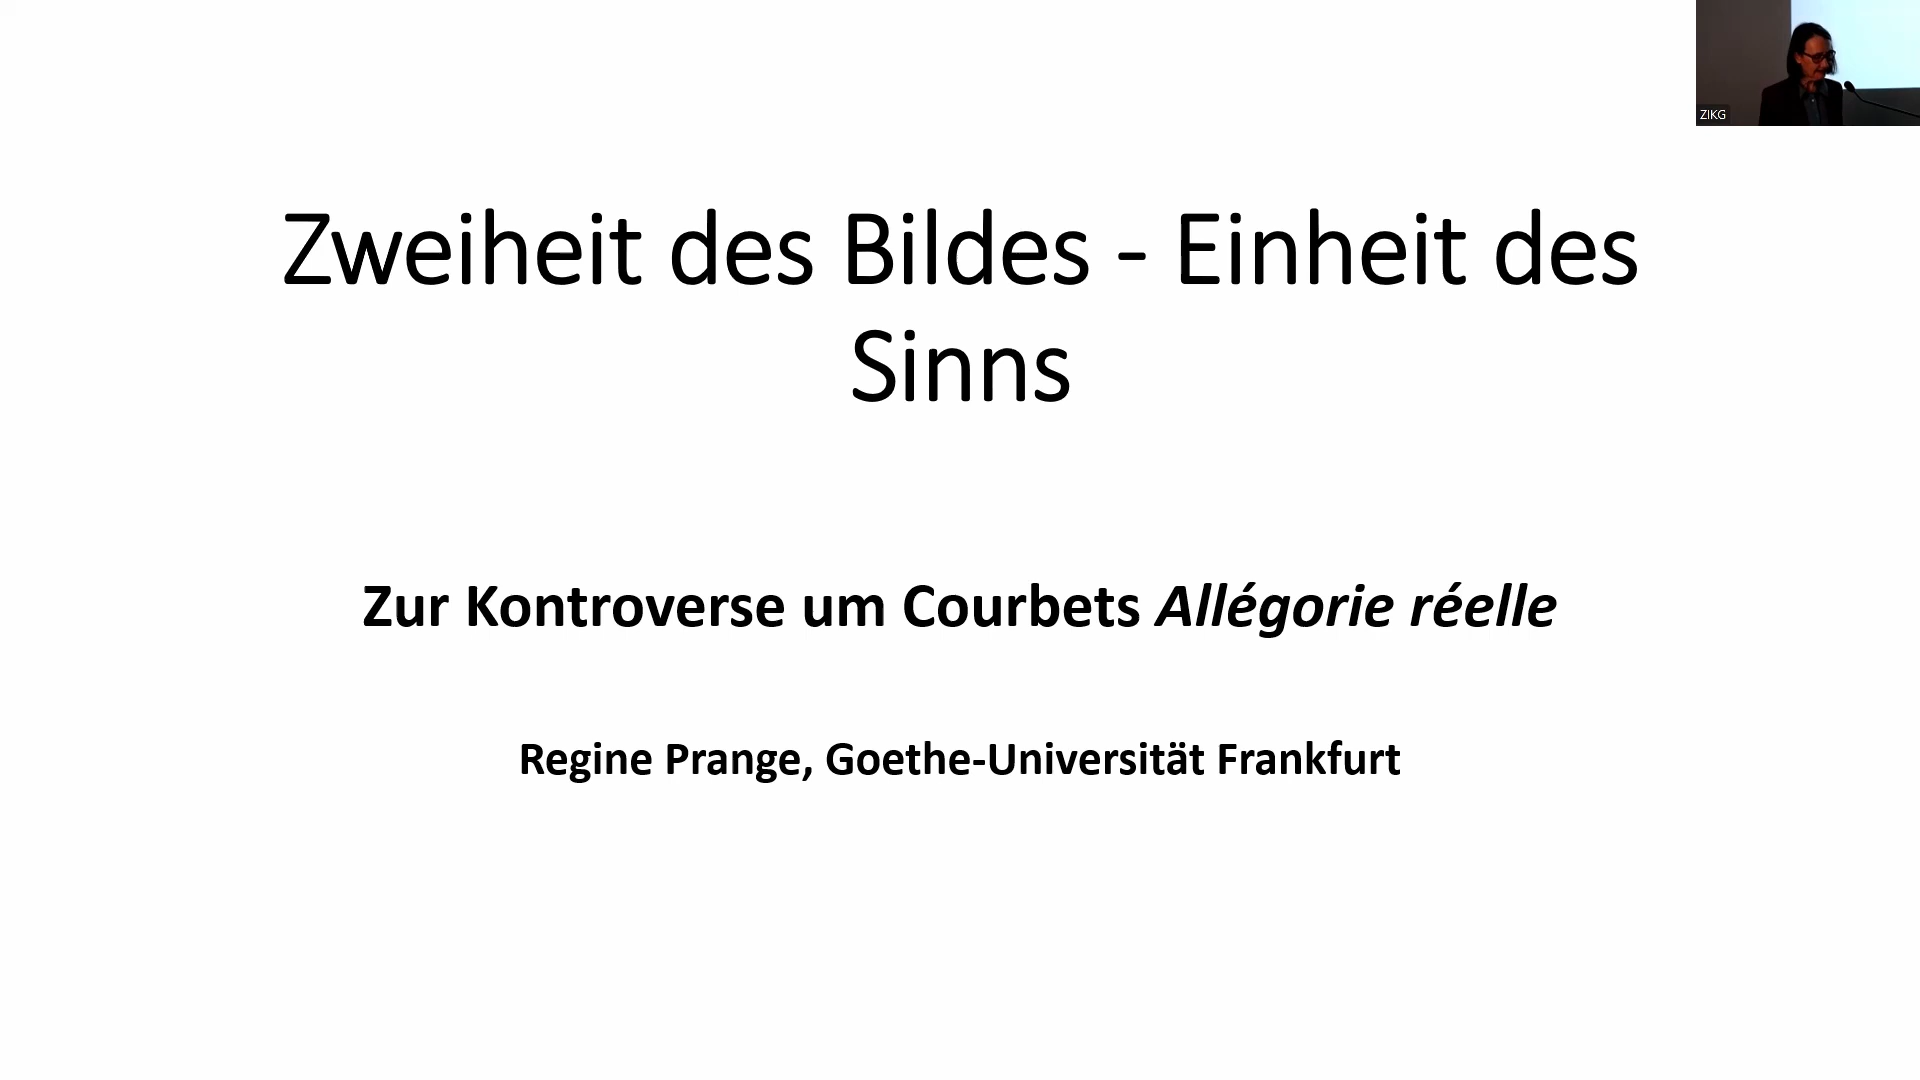 ZIKG
Zweiheit des Bildes - Einheit des
Sinns
Zur Kontroverse um Courbets Allégorie réelle
Regine Prange, Goethe-Universität Frankfurt